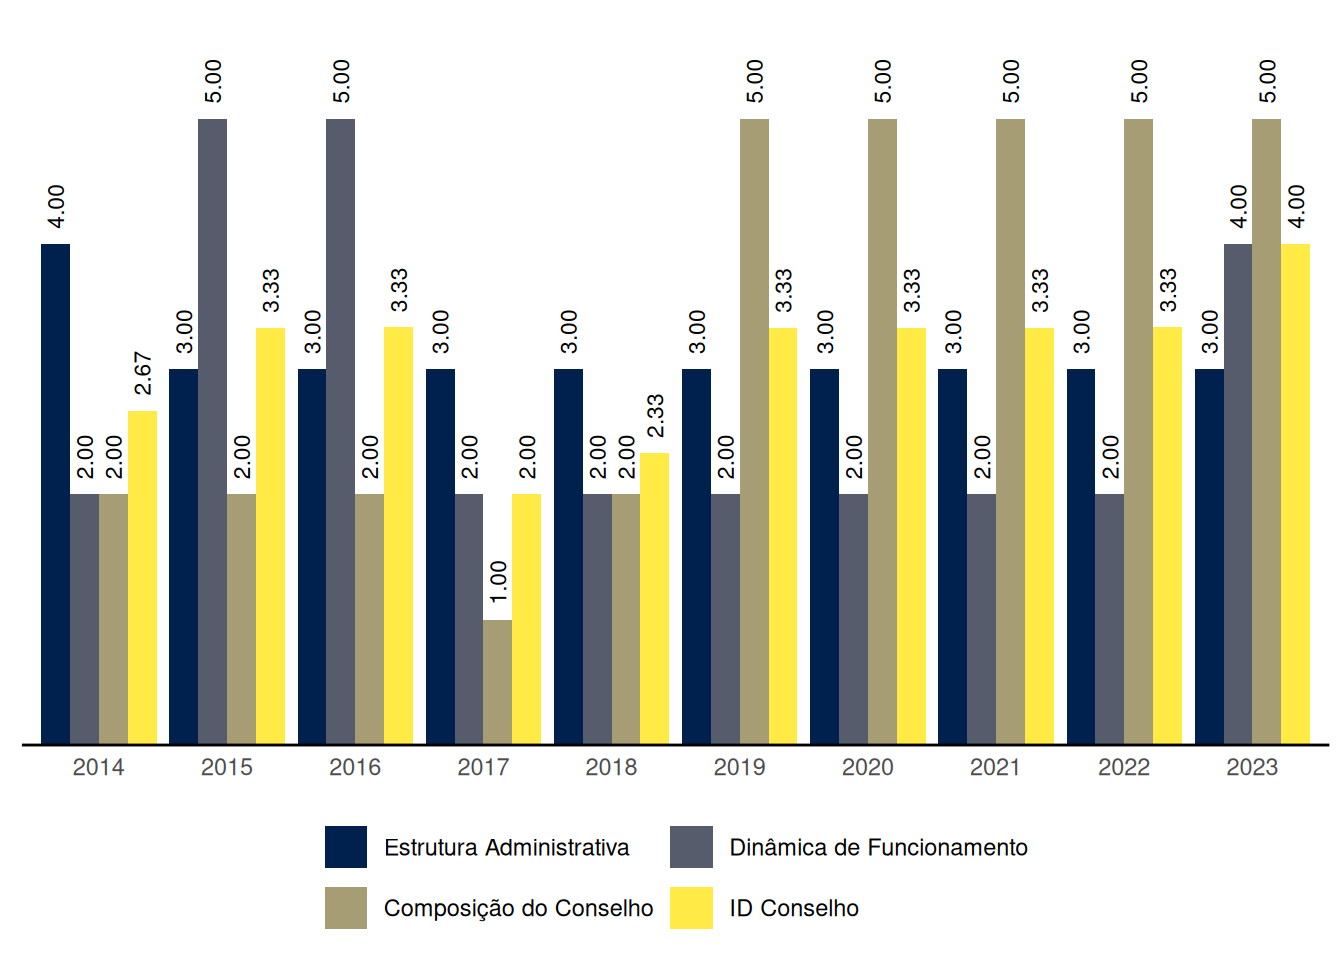 4.00 2.00 2.00 2.67 3.00 5.00 2.00 3.33 3.00 5.00 2.00 3.33 3.00 2.00 1.00 2.00 3.00 2.00 2.00 2.33 3.00 2.00 5.00 3.33 3.00 2.00 5.00 3.33 3.00 2.00 5.00 3.33 3.00 2.00 5.00 3.33 3.00 4.00 5.00 4.00
2014 2015 2016 2017 2018 2019 2020 2021 2022 2023
Estrutura Administrativa Dinâmica de Funcionamento
Composição do Conselho ID Conselho